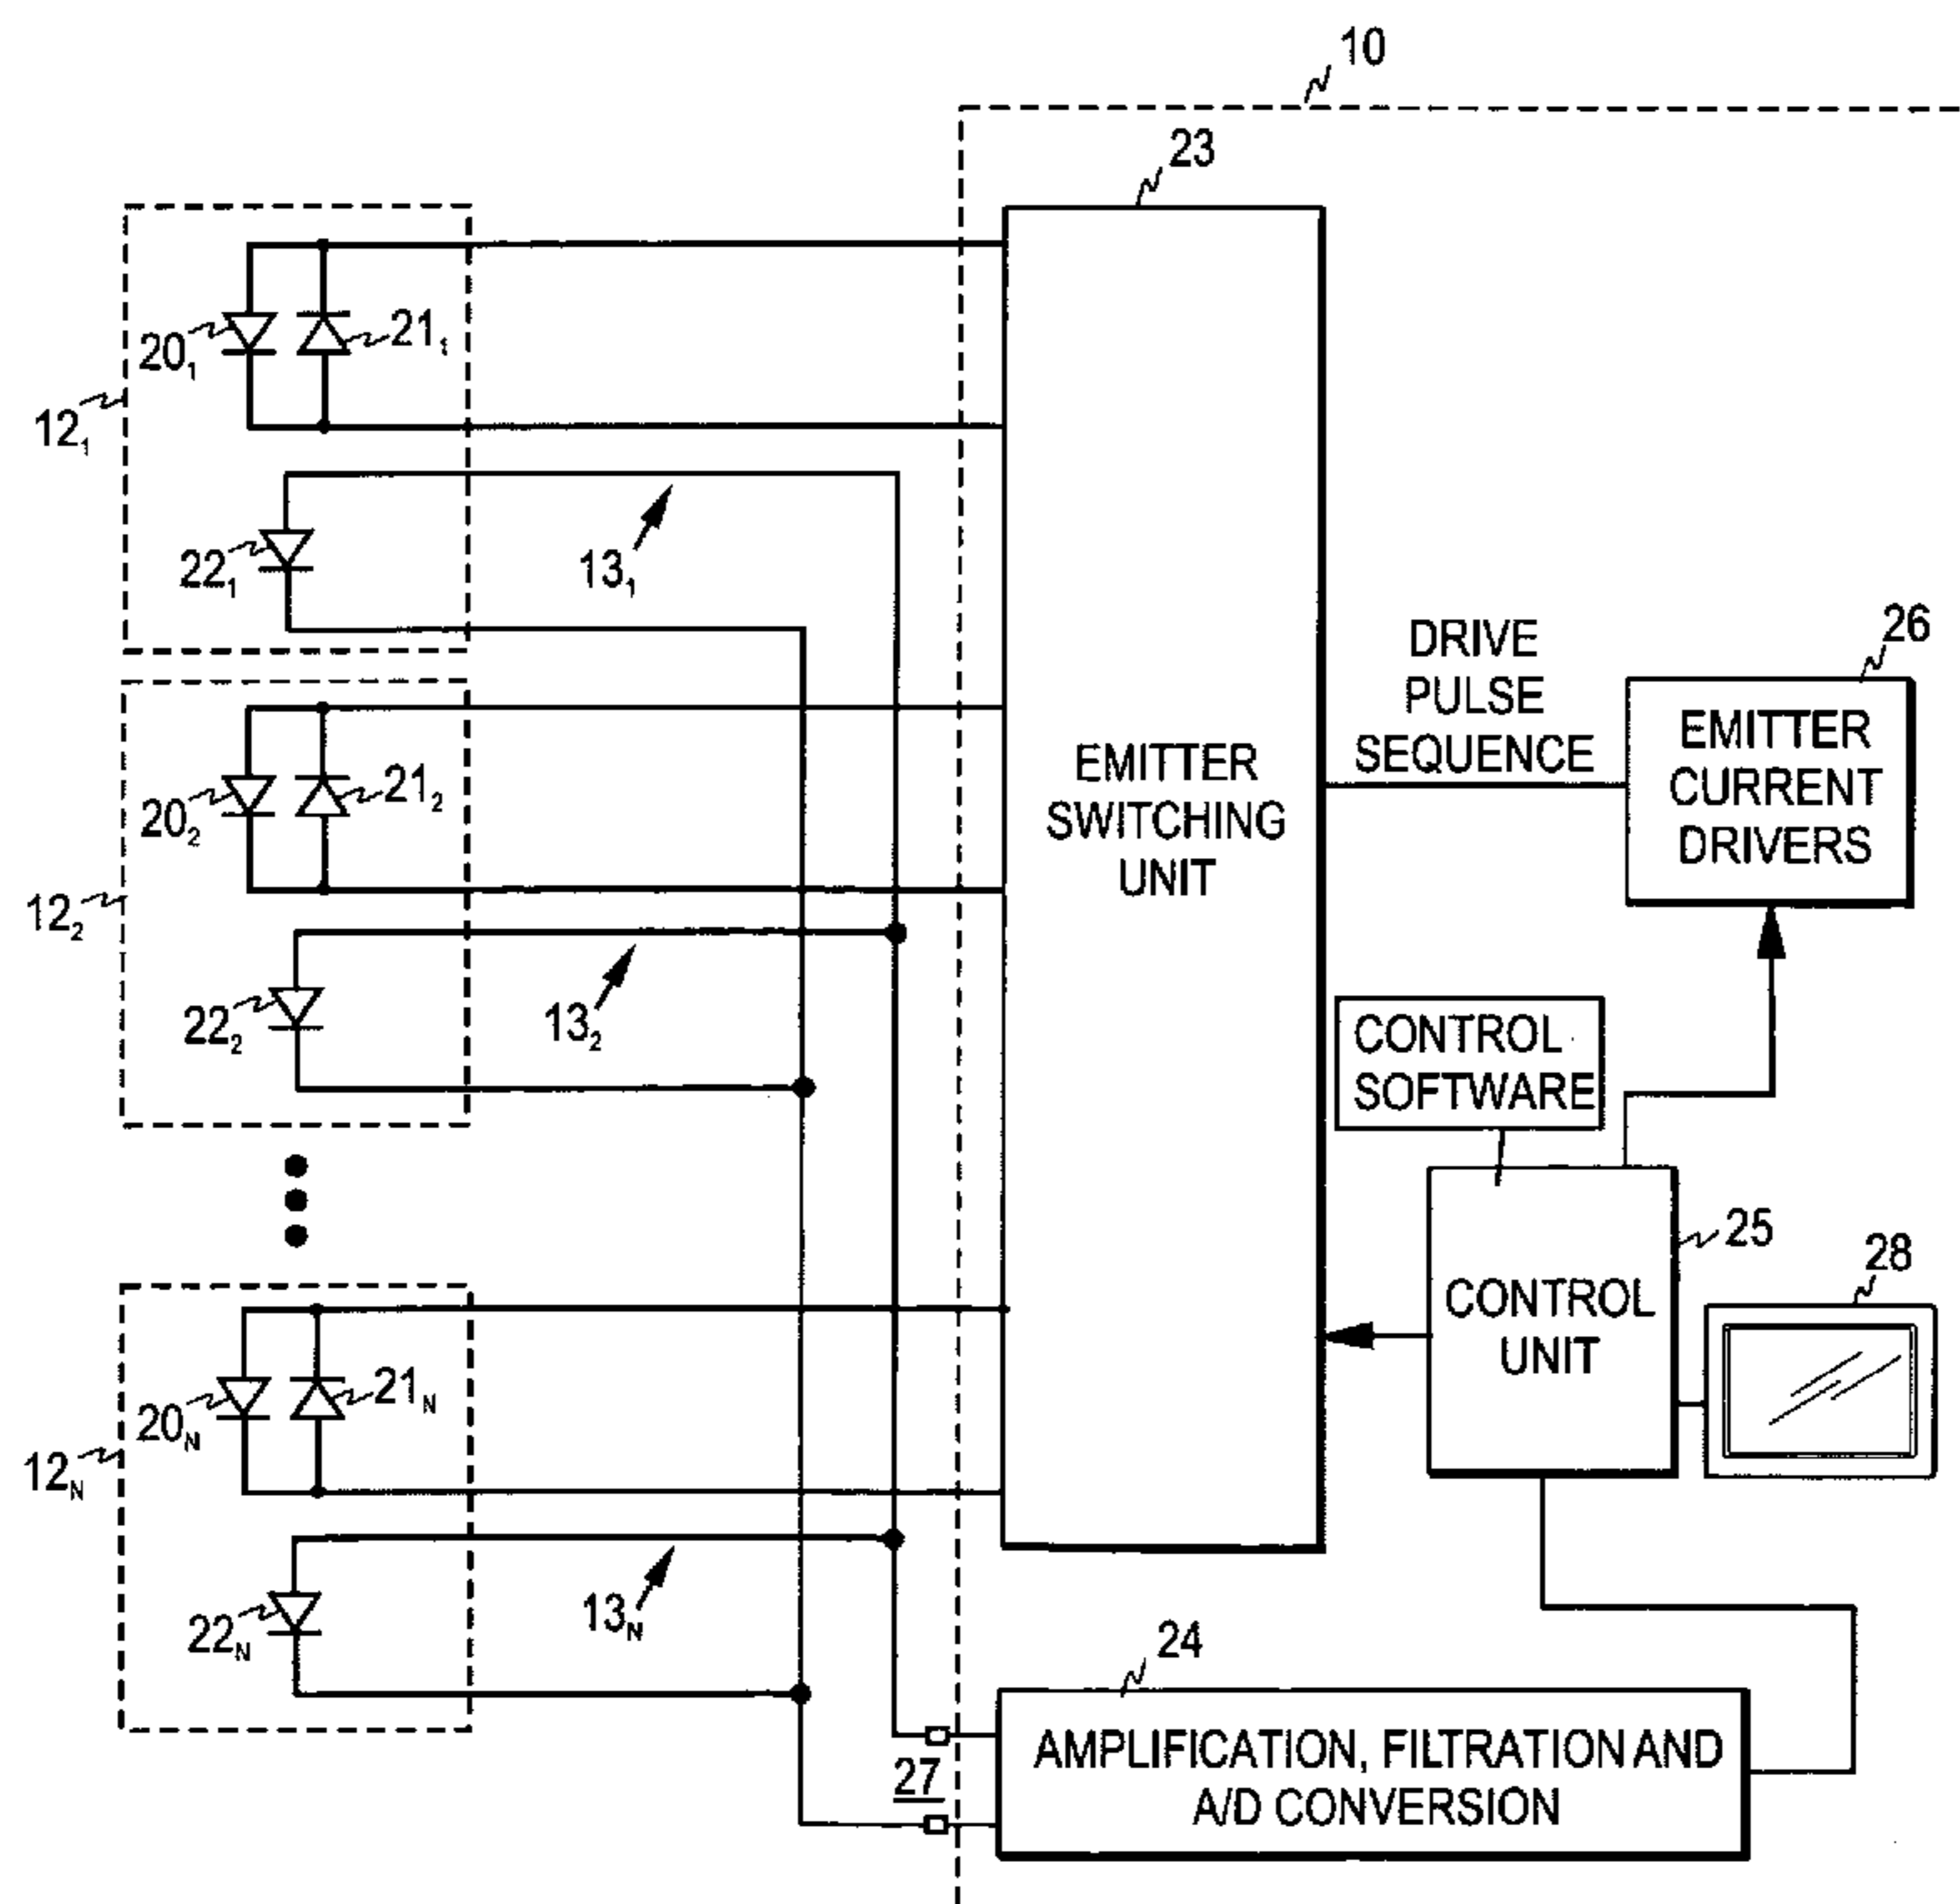 10
23
20₁
21₁
12₁
22₁
13₁
DRIVE
PULSE
SEQUENCE
26
EMITTER
CURRENT
DRIVERS
EMITTER
SWITCHING
UNIT
20₂
21₂
12₂
22₂
13₂
CONTROL
SOFTWARE
25
28
CONTROL
UNIT
20N
21N
12N
22N
13N
24
27
AMPLIFICATION, FILTRATION AND
A/D CONVERSION